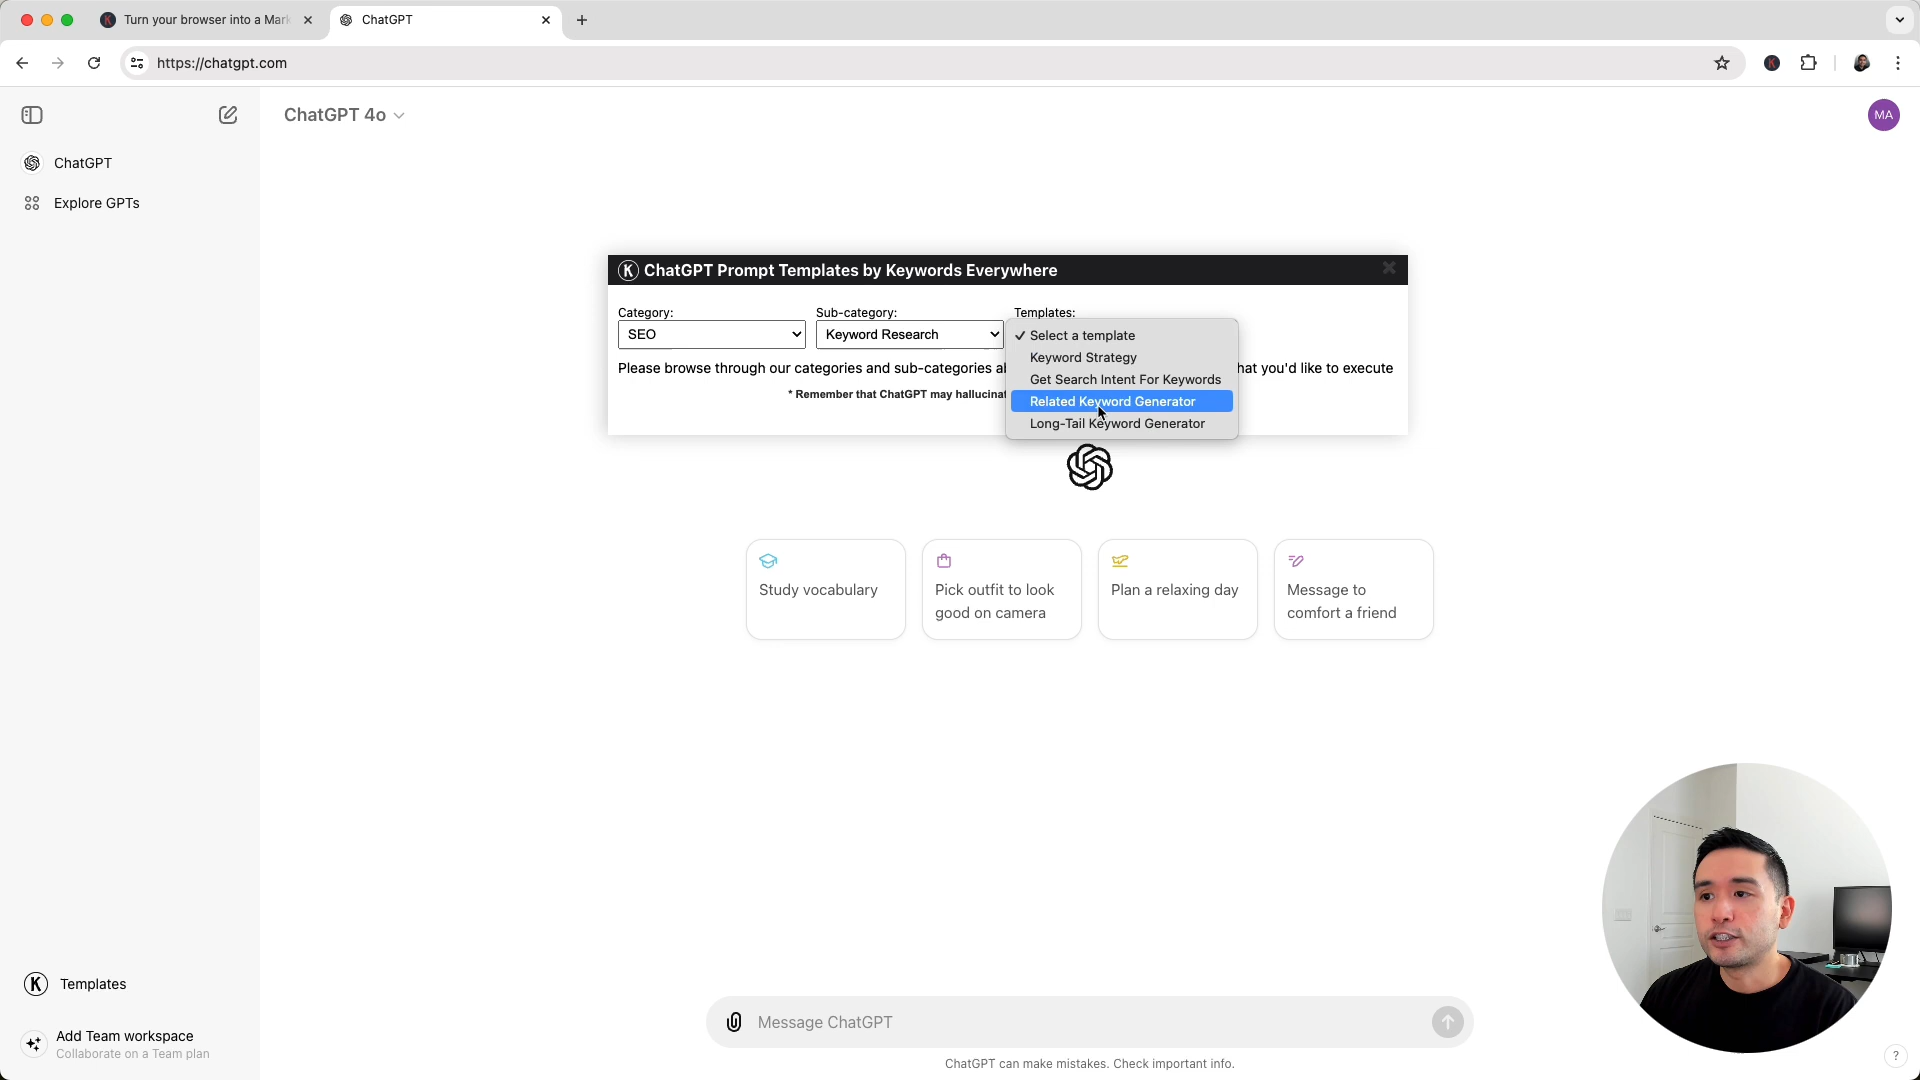 Turn your browser into a Mark
ChatGPT
https://chatgpt.com
ChatGPT 4o
MA
ChatGPT
Explore GPTs
K ChatGPT Prompt Templates by Keywords Everywhere
Category:
Sub-category:
Templates:
SEO
Keyword Research
Select a template
Keyword Strategy
Get Search Intent For Keywords
Related Keyword Generator
Long-Tail Keyword Generator
Please browse through our categories and sub-categories a hat you'd like to execute
* Remember that ChatGPT may hallucinat
Study vocabulary
Pick outfit to look
good on camera
Plan a relaxing day
Message to
comfort a friend
K Templates
Add Team workspace
Collaborate on a Team plan
Message ChatGPT
ChatGPT can make mistakes. Check important info.
?